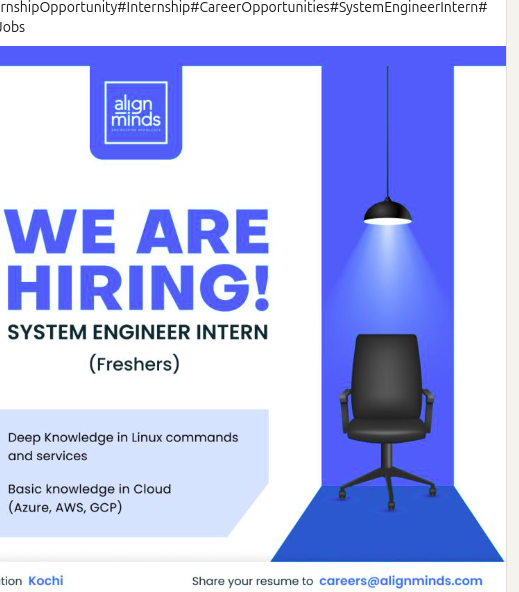 rnshipOpportunity#Internship#CareerOpportunities#SystemEngineerIntern#
Jobs
align
minds
WE ARE
HIRING!
SYSTEM ENGINEER INTERN
(Freshers)
Deep Knowledge in Linux commands
and services
Basic knowledge in Cloud
(Azure, AWS, GCP)
tion Kochi
Share your resume to careers@alignminds.com